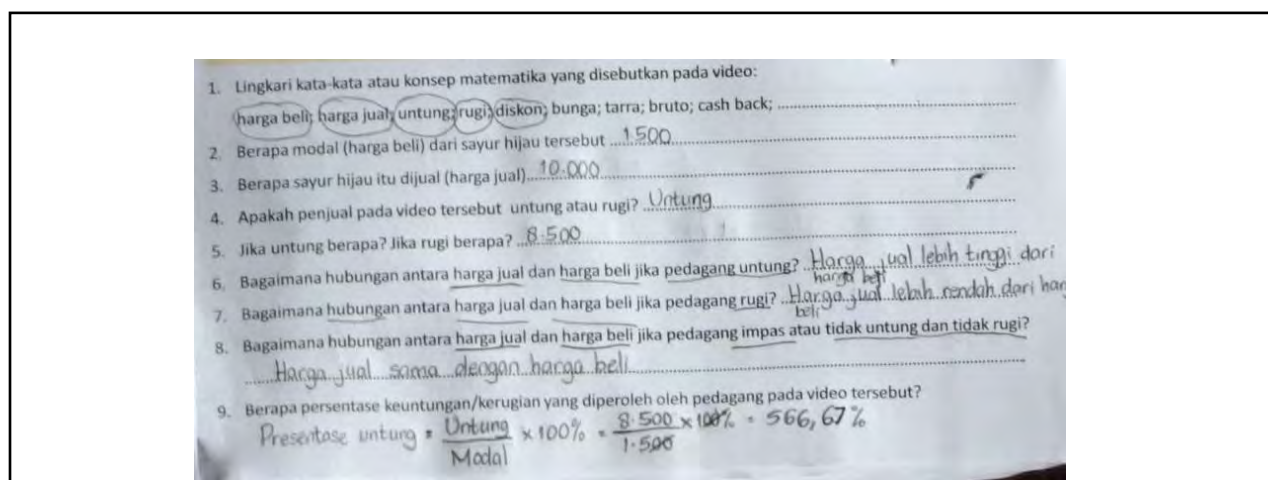 1. Lingkari kata-kata atau konsep matematika yang disebutkan pada video:
harga beli; harga jual; untung; rugi; diskon; bunga; tarra; bruto; cash back; ........................
2. Berapa modal (harga beli) dari sayur hijau tersebut ...1.500...
3. Berapa sayur hijau itu dijual (harga jual)...10.000...
4. Apakah penjual pada video tersebut untung atau rugi? ...Untung...
5. Jika untung berapa? Jika rugi berapa? ...8.500...
6. Bagaimana hubungan antara harga jual dan harga beli jika pedagang untung? ...Harga jual lebih tinggi dari
harga beli
7. Bagaimana hubungan antara harga jual dan harga beli jika pedagang rugi? ...Harga jual lebih rendah dari har
beli
8. Bagaimana hubungan antara harga jual dan harga beli jika pedagang impas atau tidak untung dan tidak rugi?
......Harga jual sama dengan harga beli......
9. Berapa persentase keuntungan/kerugian yang diperoleh oleh pedagang pada video tersebut?
Presentase untung = Untung / Modal × 100% = 8.500 / 1.500 × 100% = 566,67 %